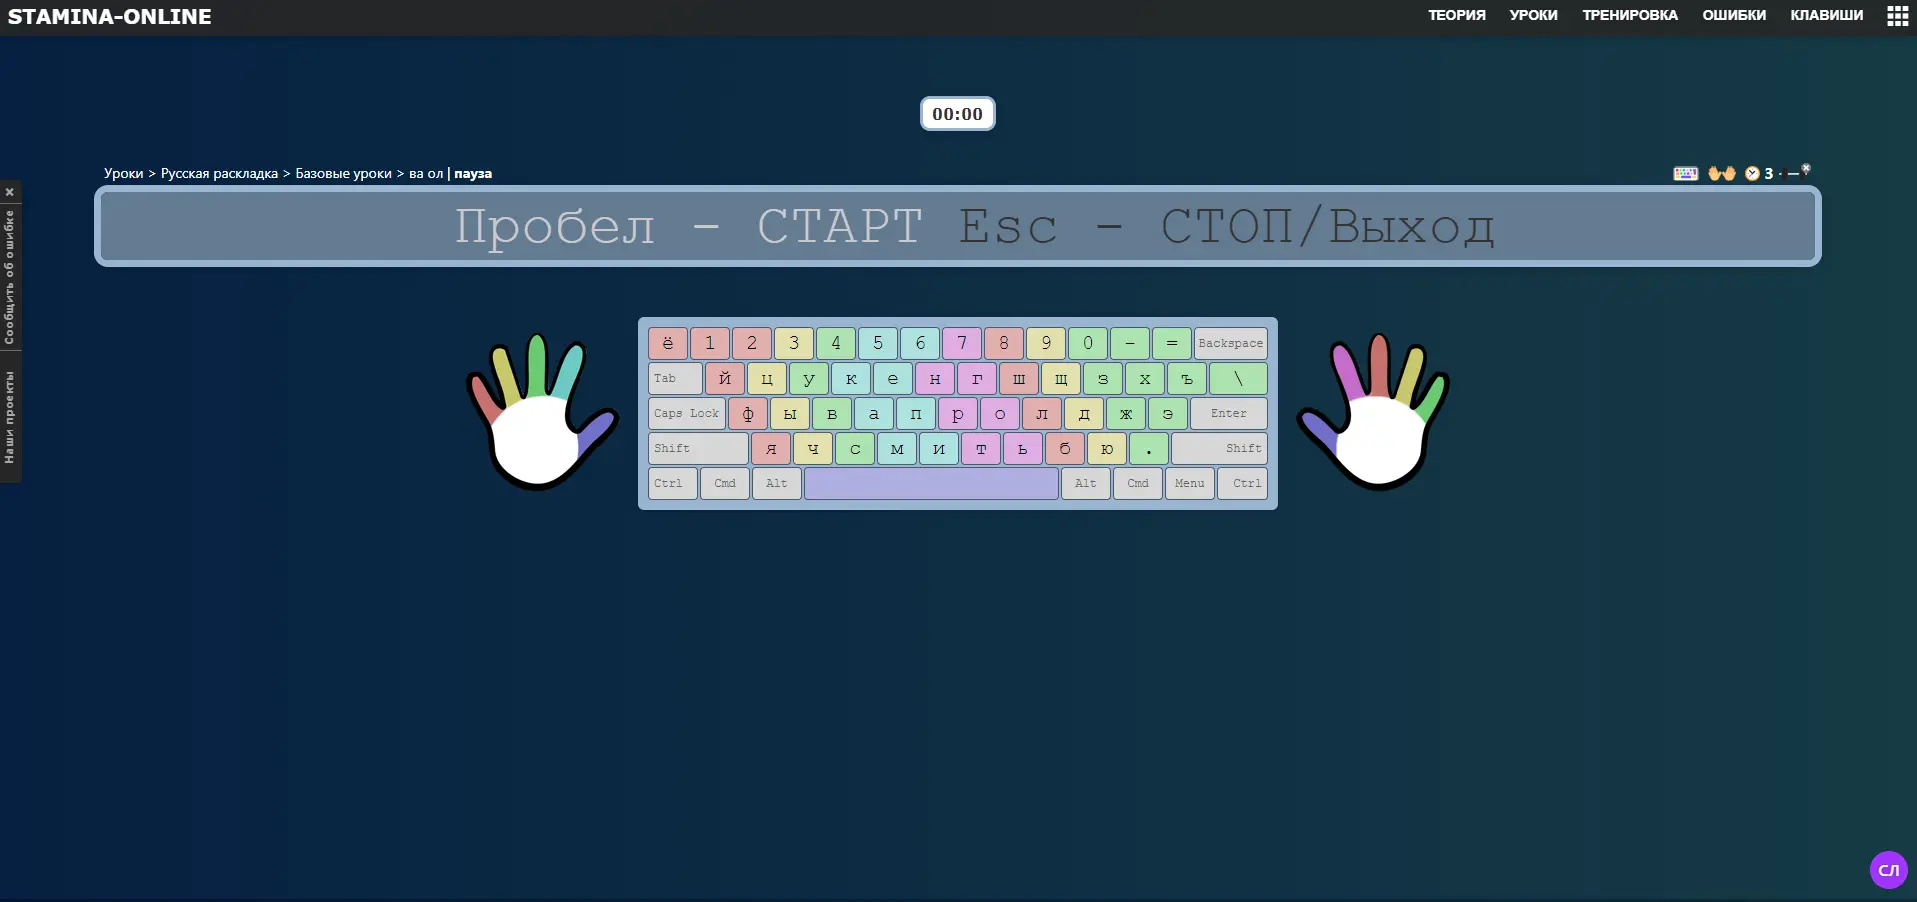 STAMINA-ONLINE
ТЕОРИЯ УРОКИ ТРЕНИРОВКА ОШИБКИ КЛАВИШИ
00:00
Уроки > Русская раскладка > Базовые уроки > ва ол | пауза
3
Пробел - СТАРТ Esc - СТОП/Выход
Сообщить об ошибке
Наши проекты
ё 1 2 3 4 5 6 7 8 9 0 - = Backspace
Tab й ц у к е н г ш щ з х ъ \
Caps Lock ф ы в а п р о л д ж э Enter
Shift я ч с м и т ь б ю . Shift
Ctrl Cmd Alt Alt Cmd Menu Ctrl
СЛ